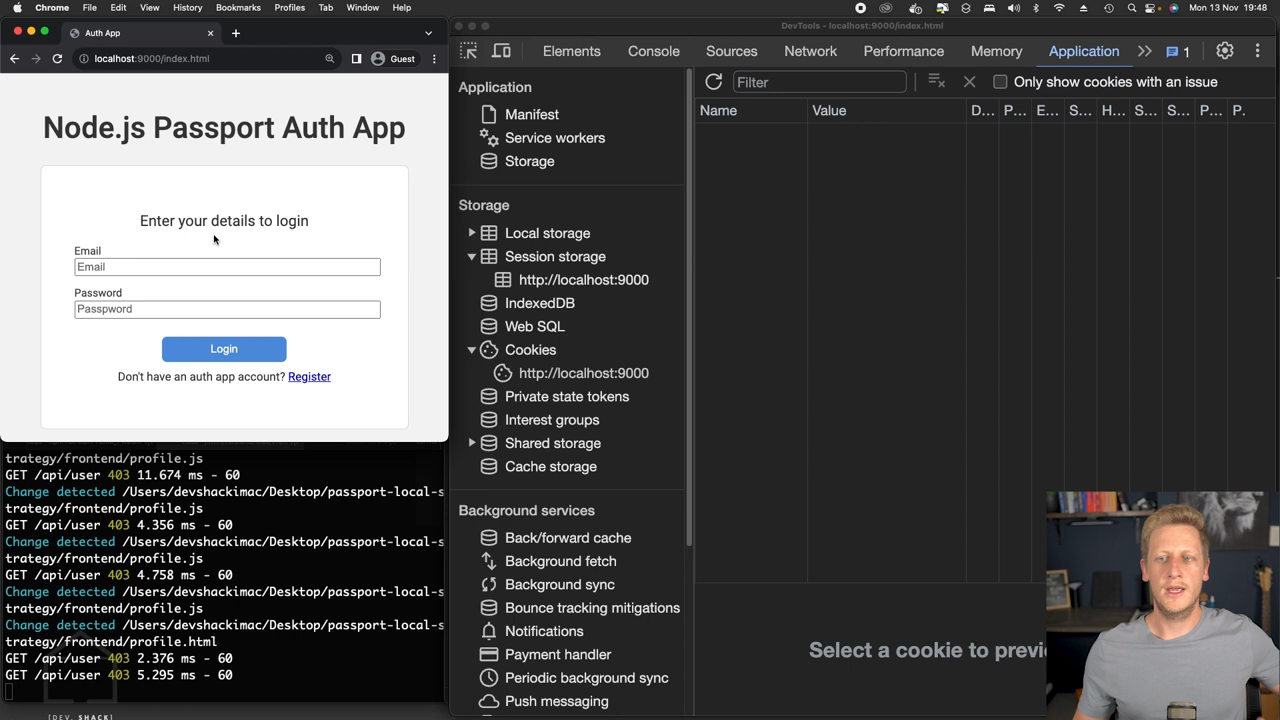 Chrome File Edit View History Bookmarks Profiles Tab Window Help
Mon 13 Nov 19:48
Auth App
localhost:9000/index.html
Guest
Node.js Passport Auth App
Enter your details to login
Email
Email
Password
Passpword
Login
Don't have an auth app account? Register
trategy/frontend/profile.js
GET /api/user 403 11.674 ms - 60
Change detected /Users/devshackimac/Desktop/passport-local-s
trategy/frontend/profile.js
GET /api/user 403 4.356 ms - 60
Change detected /Users/devshackimac/Desktop/passport-local-s
trategy/frontend/profile.js
GET /api/user 403 4.758 ms - 60
Change detected /Users/devshackimac/Desktop/passport-local-s
trategy/frontend/profile.js
Change detected /Users/devshackimac/Desktop/passport-local-s
trategy/frontend/profile.html
GET /api/user 403 2.376 ms - 60
GET /api/user 403 5.295 ms - 60
[DEV. SHACK]
DevTools - localhost:9000/index.html
Elements Console Sources Network Performance Memory Application 1
Application
Manifest
Service workers
Storage
Storage
Local storage
Session storage
http://localhost:9000
IndexedDB
Web SQL
Cookies
http://localhost:9000
Private state tokens
Interest groups
Shared storage
Cache storage
Background services
Back/forward cache
Background fetch
Background sync
Bounce tracking mitigations
Notifications
Payment handler
Periodic background sync
Push messaging
Filter
Only show cookies with an issue
Name Value D... P... E... S... H... S... S... P... P.
Select a cookie to previ